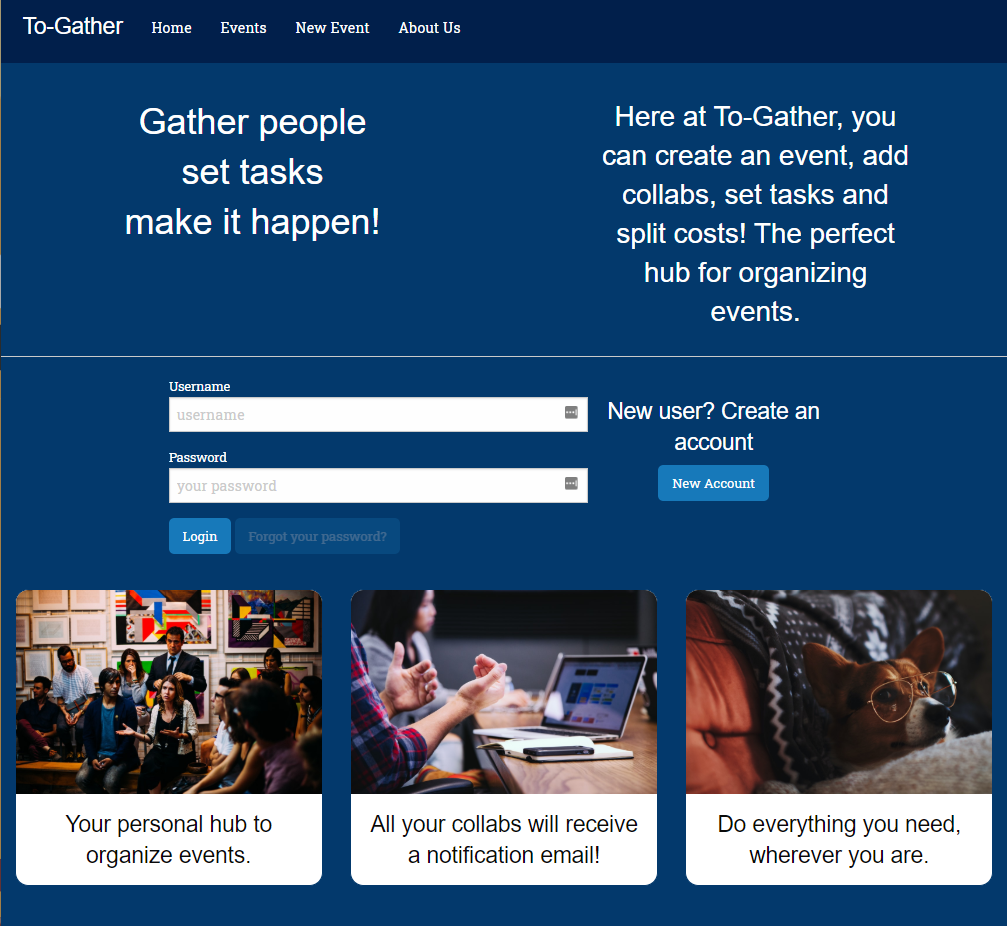 To-Gather Home Events New Event About Us
Gather people
set tasks
make it happen!
Here at To-Gather, you
can create an event, add
collabs, set tasks and
split costs! The perfect
hub for organizing
events.
Username
username
Password
your password
Login Forgot your password?
New user? Create an
account
New Account
Your personal hub to
organize events.
All your collabs will receive
a notification email!
Do everything you need,
wherever you are.